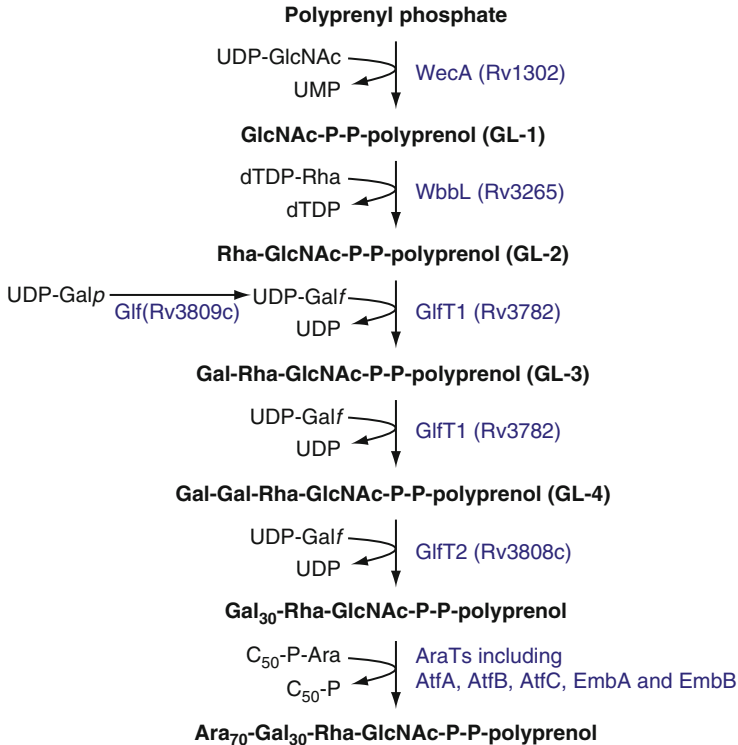 Polyprenyl phosphate
UDP-GlcNAc
UMP
WecA (Rv1302)
GlcNAc-P-P-polyprenol (GL-1)
dTDP-Rha
dTDP
WbbL (Rv3265)
Rha-GlcNAc-P-P-polyprenol (GL-2)
UDP-Galp
Glf(Rv3809c)
UDP-Galf
UDP
GlfT1 (Rv3782)
Gal-Rha-GlcNAc-P-P-polyprenol (GL-3)
UDP-Galf
UDP
GlfT1 (Rv3782)
Gal-Gal-Rha-GlcNAc-P-P-polyprenol (GL-4)
UDP-Galf
UDP
GlfT2 (Rv3808c)
Gal30-Rha-GlcNAc-P-P-polyprenol
C50-P-Ara
C50-P
AraTs including
AtfA, AtfB, AtfC, EmbA and EmbB
Ara70-Gal30-Rha-GlcNAc-P-P-polyprenol